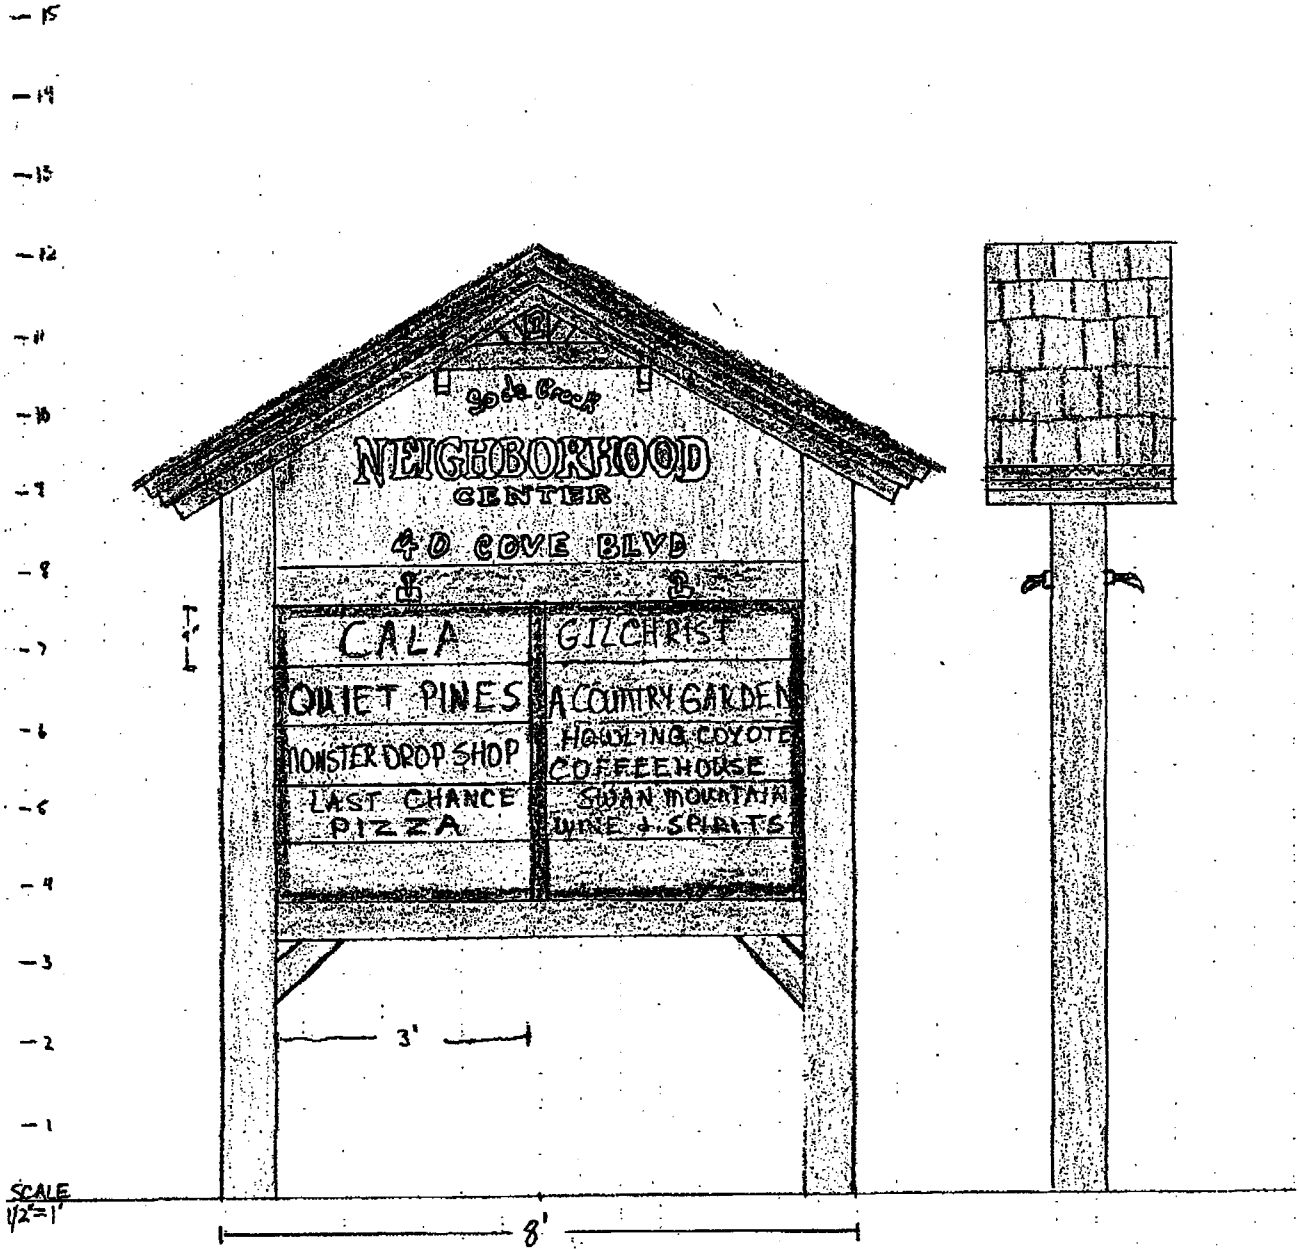 15
14
13
12
11
10
9
8
7
6
5
4
3
2
1
SCALE
1/2"=1'
Soda Creek
NEIGHBORHOOD
CENTER
40 COVE BLVD
1'
CALA
GILCHRIST
QUIET PINES
A COUNTRY GARDEN
MONSTER DROP SHOP
HOWLING COYOTE
COFFEEHOUSE
LAST CHANCE
PIZZA
SWAN MOUNTAIN
WINE & SPIRITS
3'
8'